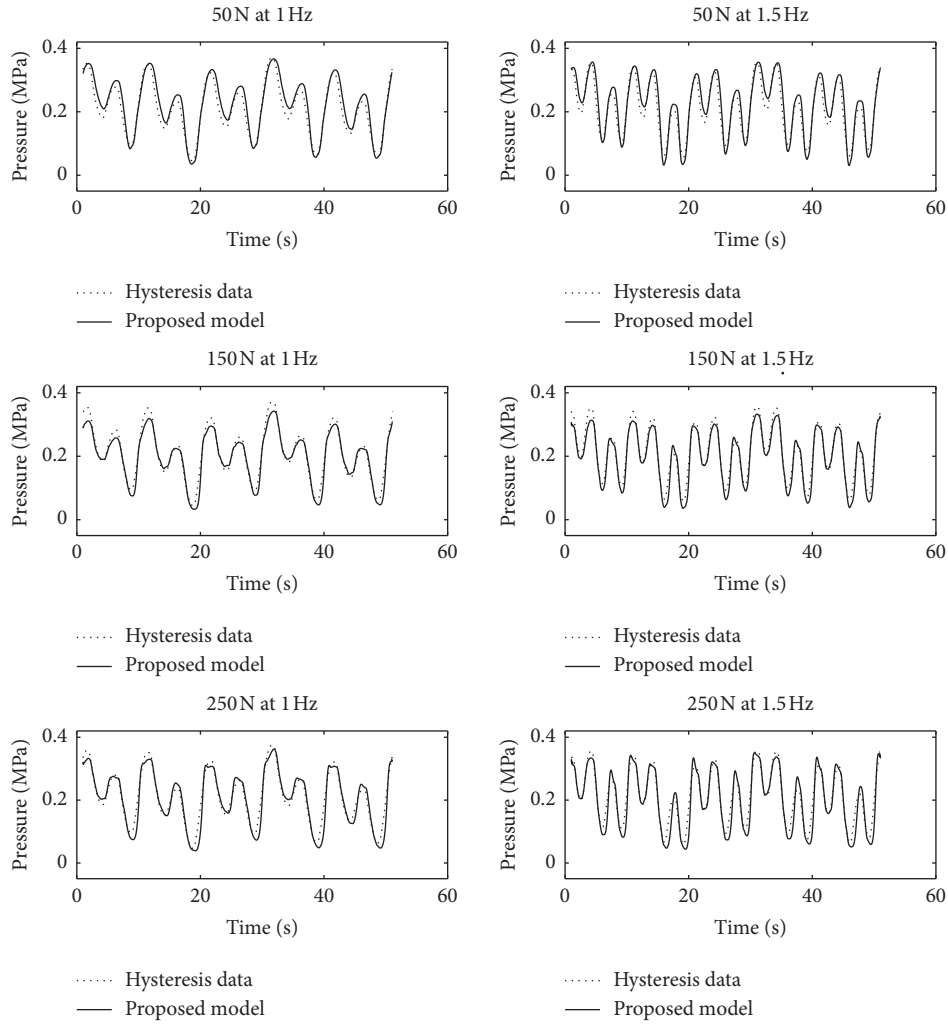 50 N at 1 Hz
Pressure (MPa)
0.4
0.2
0
0
20
40
60
Time (s)
Hysteresis data
Proposed model
50 N at 1.5 Hz
Pressure (MPa)
0.4
0.2
0
0
20
40
60
Time (s)
Hysteresis data
Proposed model
150 N at 1 Hz
Pressure (MPa)
0.4
0.2
0
0
20
40
60
Time (s)
Hysteresis data
Proposed model
150 N at 1.5 Hz
Pressure (MPa)
0.4
0.2
0
0
20
40
60
Time (s)
Hysteresis data
Proposed model
250 N at 1 Hz
Pressure (MPa)
0.4
0.2
0
0
20
40
60
Time (s)
Hysteresis data
Proposed model
250 N at 1.5 Hz
Pressure (MPa)
0.4
0.2
0
0
20
40
60
Time (s)
Hysteresis data
Proposed model